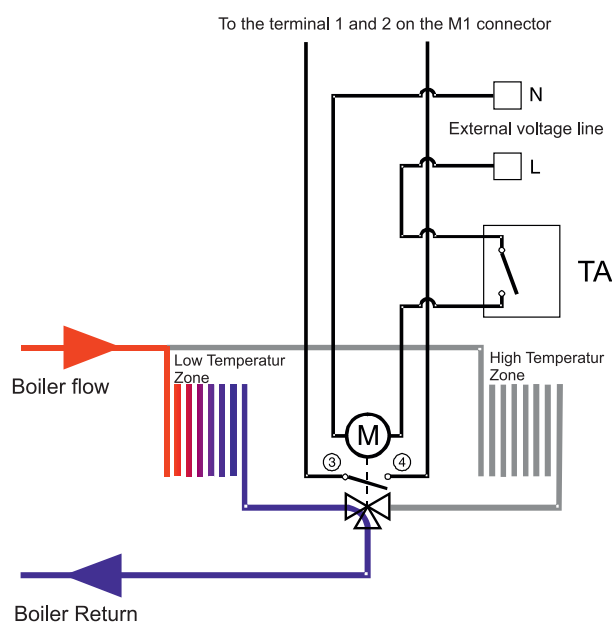 To the terminal 1 and 2 on the M1 connector
N
External voltage line
L
TA
Low Temperatur
Zone
High Temperatur
Zone
Boiler flow
M
3
4
Boiler Return